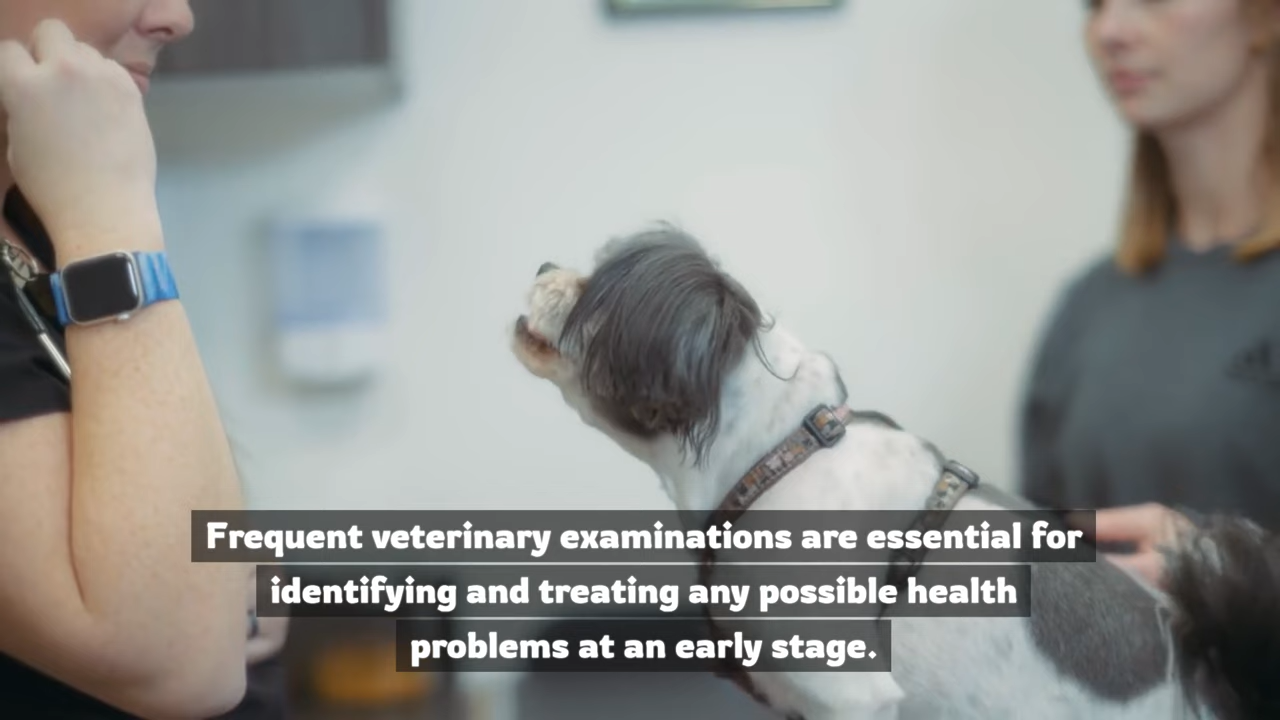 Frequent veterinary examinations are essential for
identifying and treating any possible health
problems at an early stage.